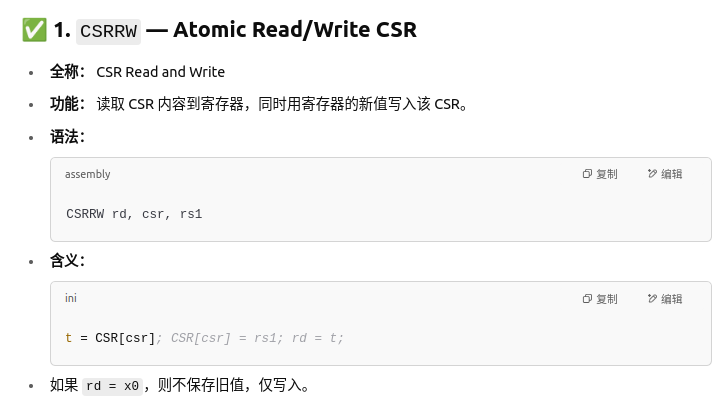 ✅ 1. CSRRW — Atomic Read/Write CSR
• 全称： CSR Read and Write
• 功能： 读取 CSR 内容到寄存器，同时用寄存器的新值写入该 CSR。
• 语法：
assembly 复制 编辑
CSRRW rd, csr, rs1
• 含义：
ini 复制 编辑
t = CSR[csr]; CSR[csr] = rs1; rd = t;
• 如果 rd = x0，则不保存旧值，仅写入。